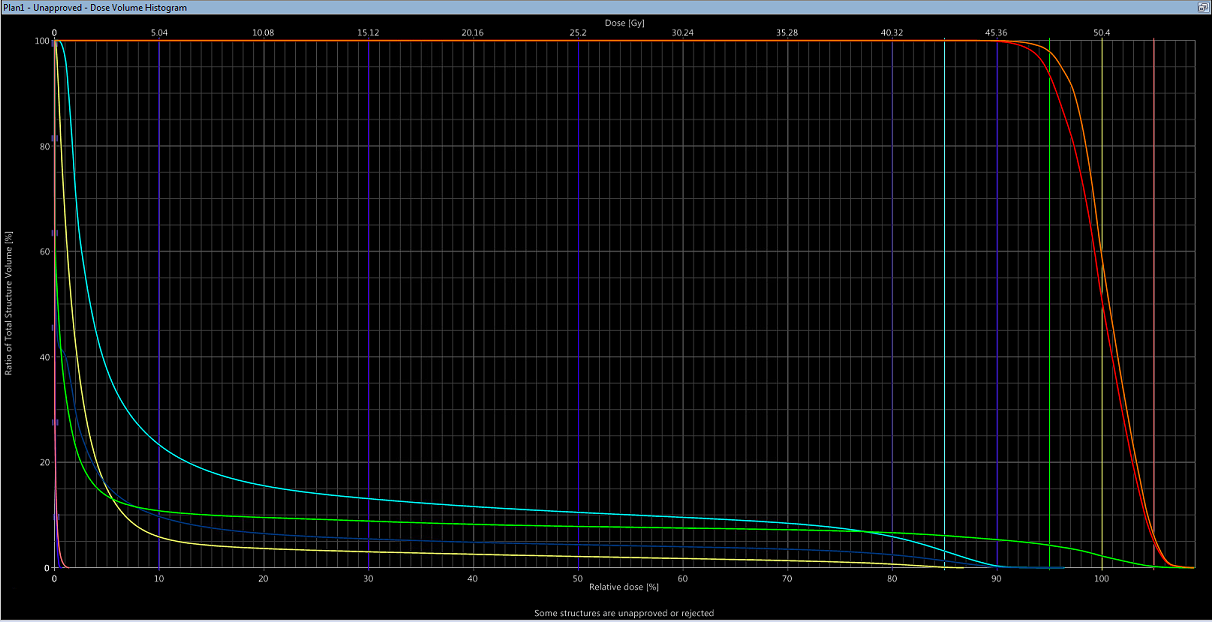 Plan1 - Unapproved - Dose Volume Histogram
Dose [Gy]
0 5.04 10.08 15.12 20.16 25.2 30.24 35.28 40.32 45.36 50.4
100
80
60
40
20
0
Ratio of Total Structure Volume [%]
0 10 20 30 40 50 60 70 80 90 100
Relative dose [%]
Some structures are unapproved or rejected